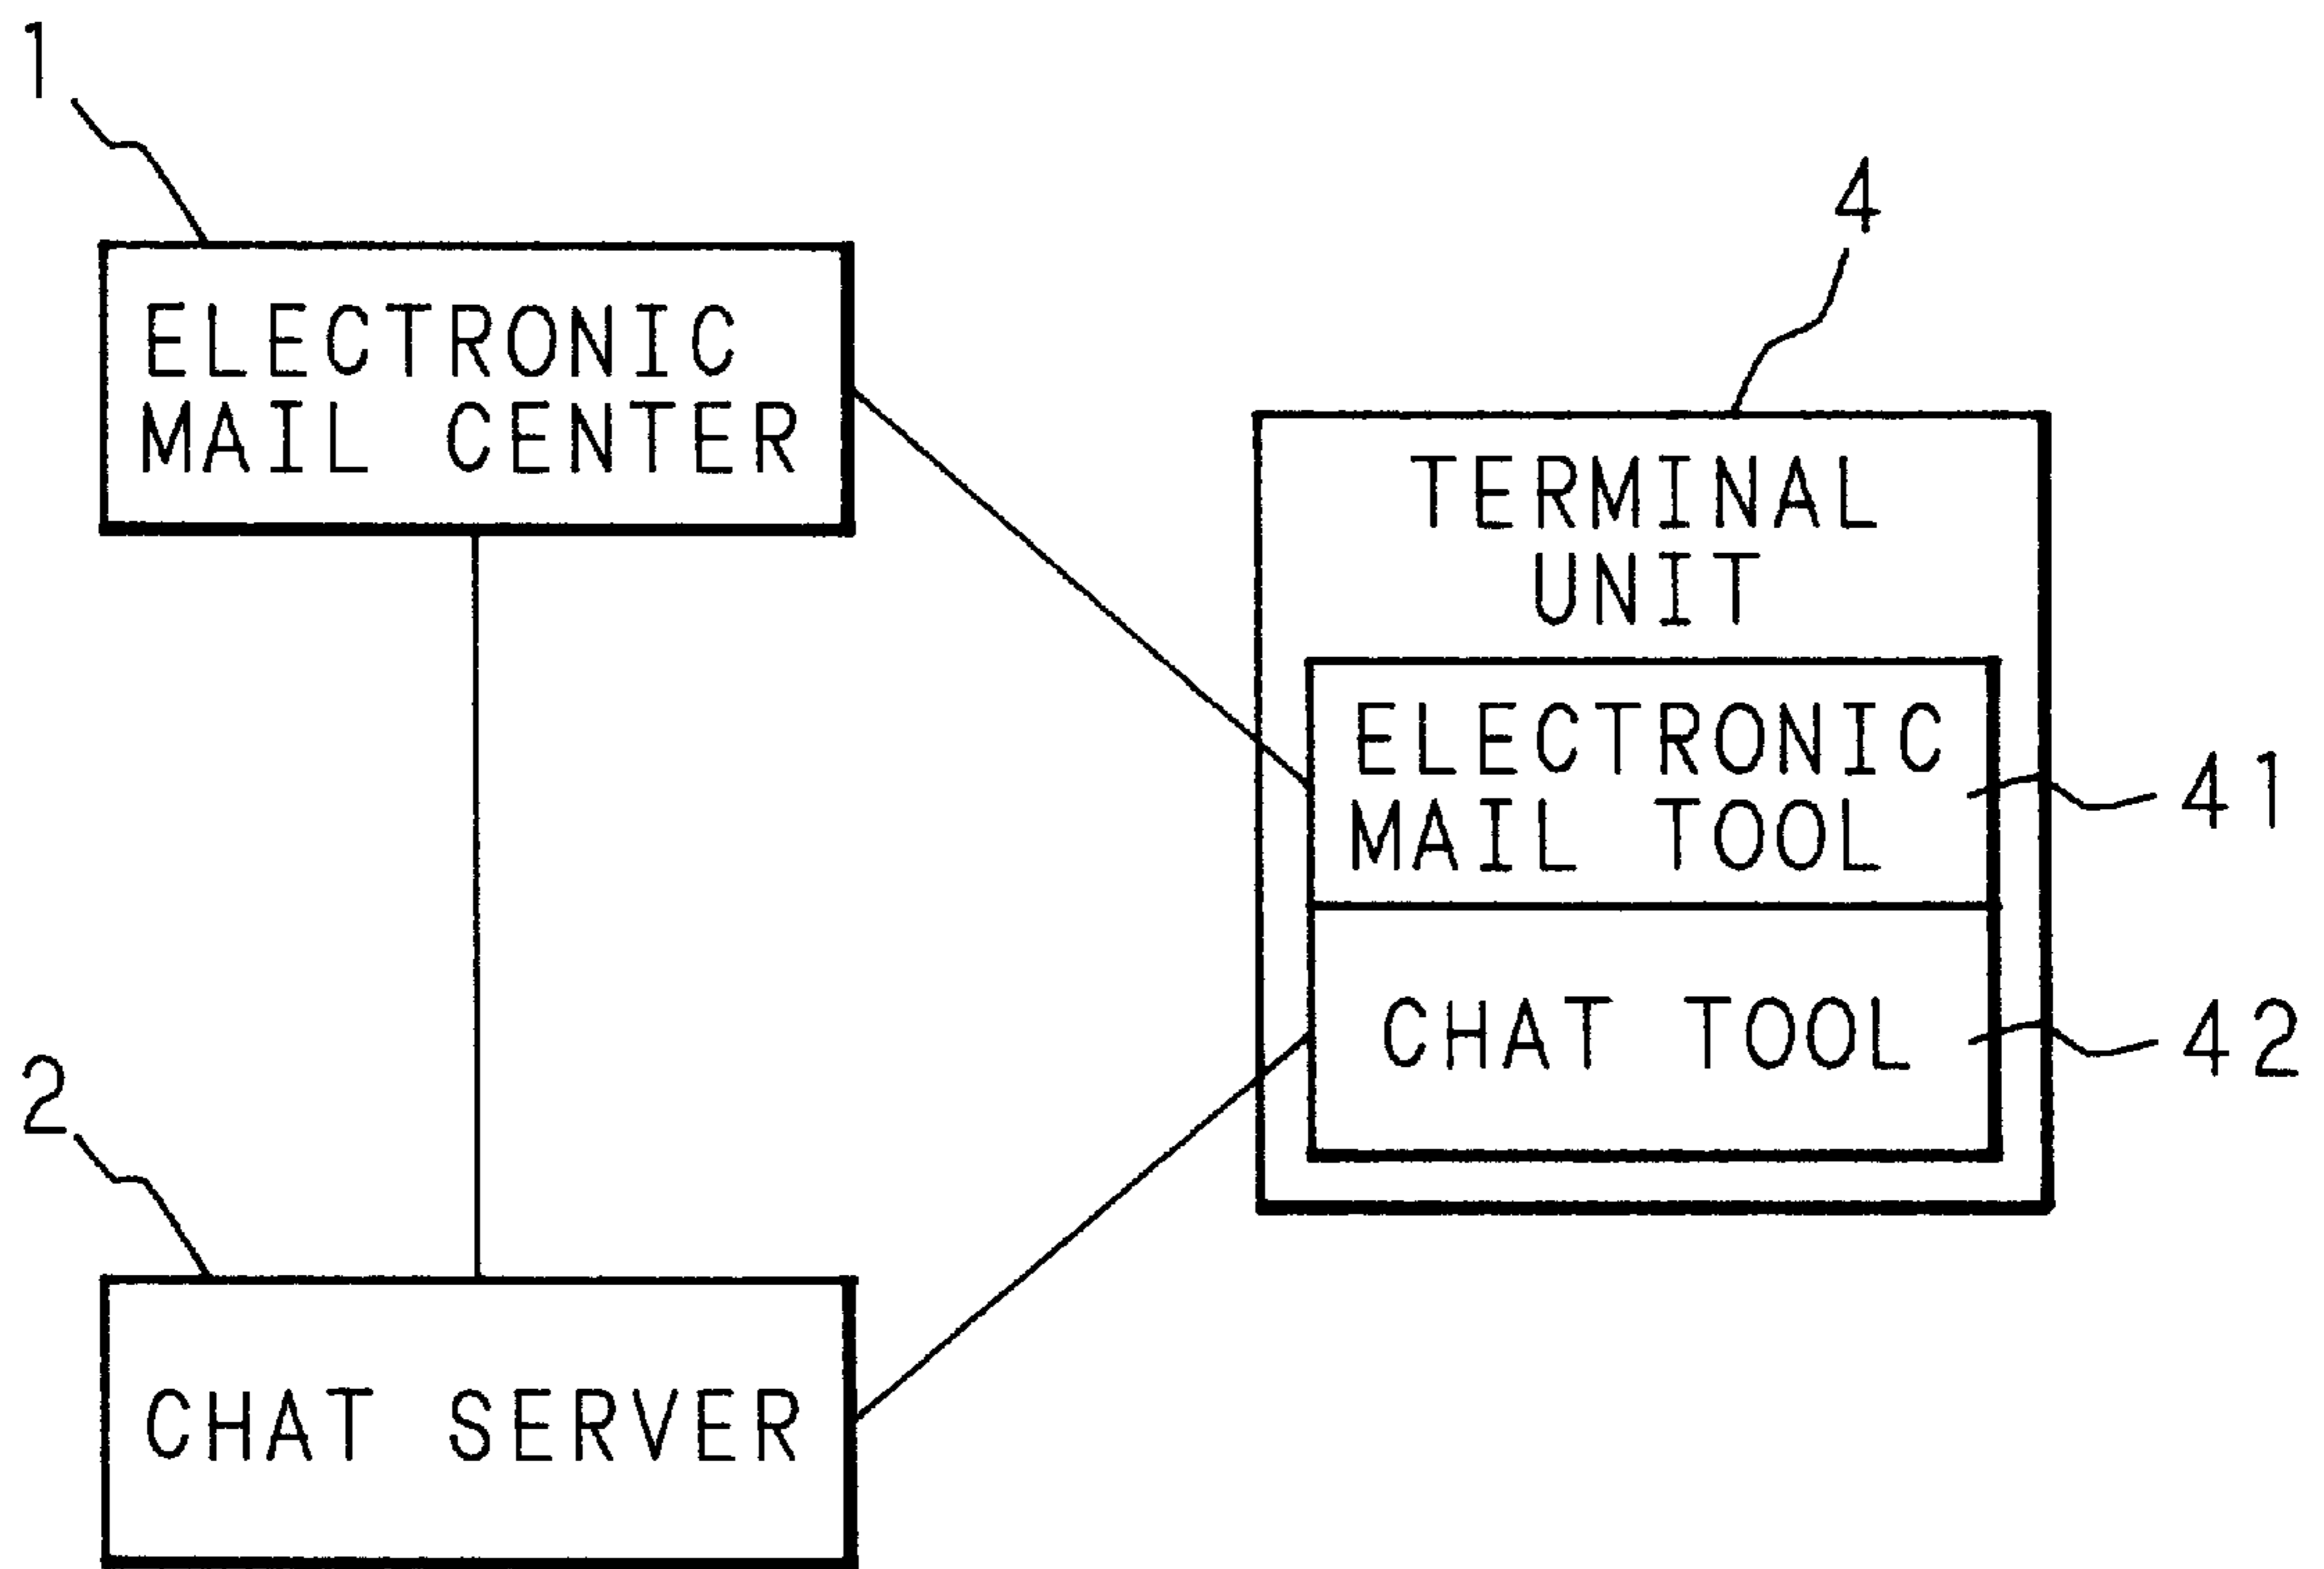 1
ELECTRONIC
MAIL CENTER
4
TERMINAL
UNIT
ELECTRONIC
MAIL TOOL
41
CHAT TOOL
42
2
CHAT SERVER